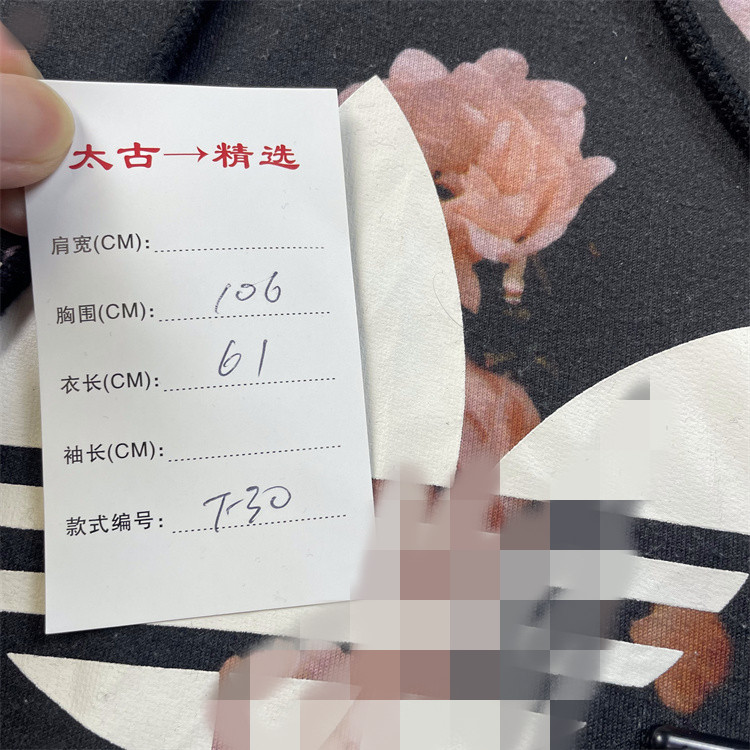 太古→精选
肩宽(CM):
胸围(CM): 106
衣长(CM): 61
袖长(CM):
款式编号: T-30